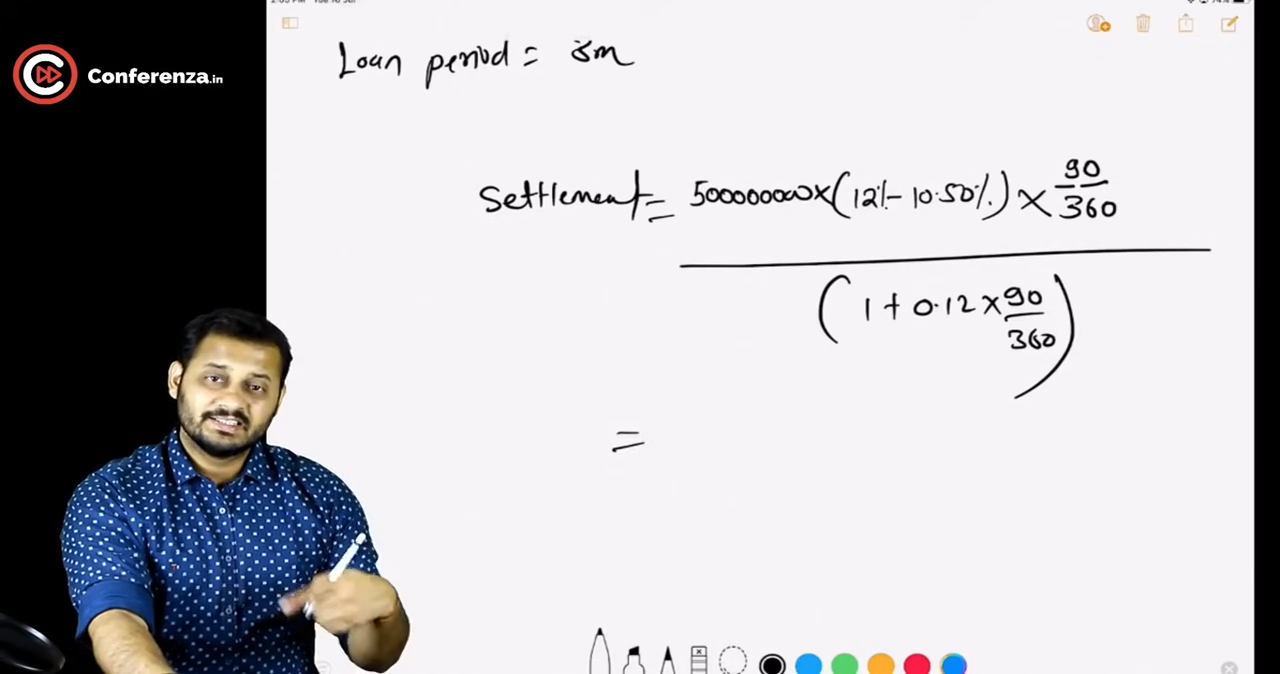 Conferenza.in
Loan period = 3m
Settlement = 500000000 × (12% - 10.50%) × 90/360
(1 + 0.12 × 90/360)
=